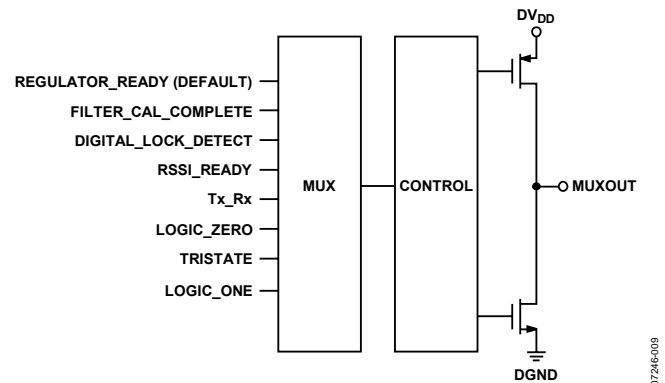 DVDD
REGULATOR_READY (DEFAULT)
FILTER_CAL_COMPLETE
DIGITAL_LOCK_DETECT
RSSI_READY
Tx_Rx
LOGIC_ZERO
TRISTATE
LOGIC_ONE
MUX
CONTROL
MUXOUT
DGND
07246-009